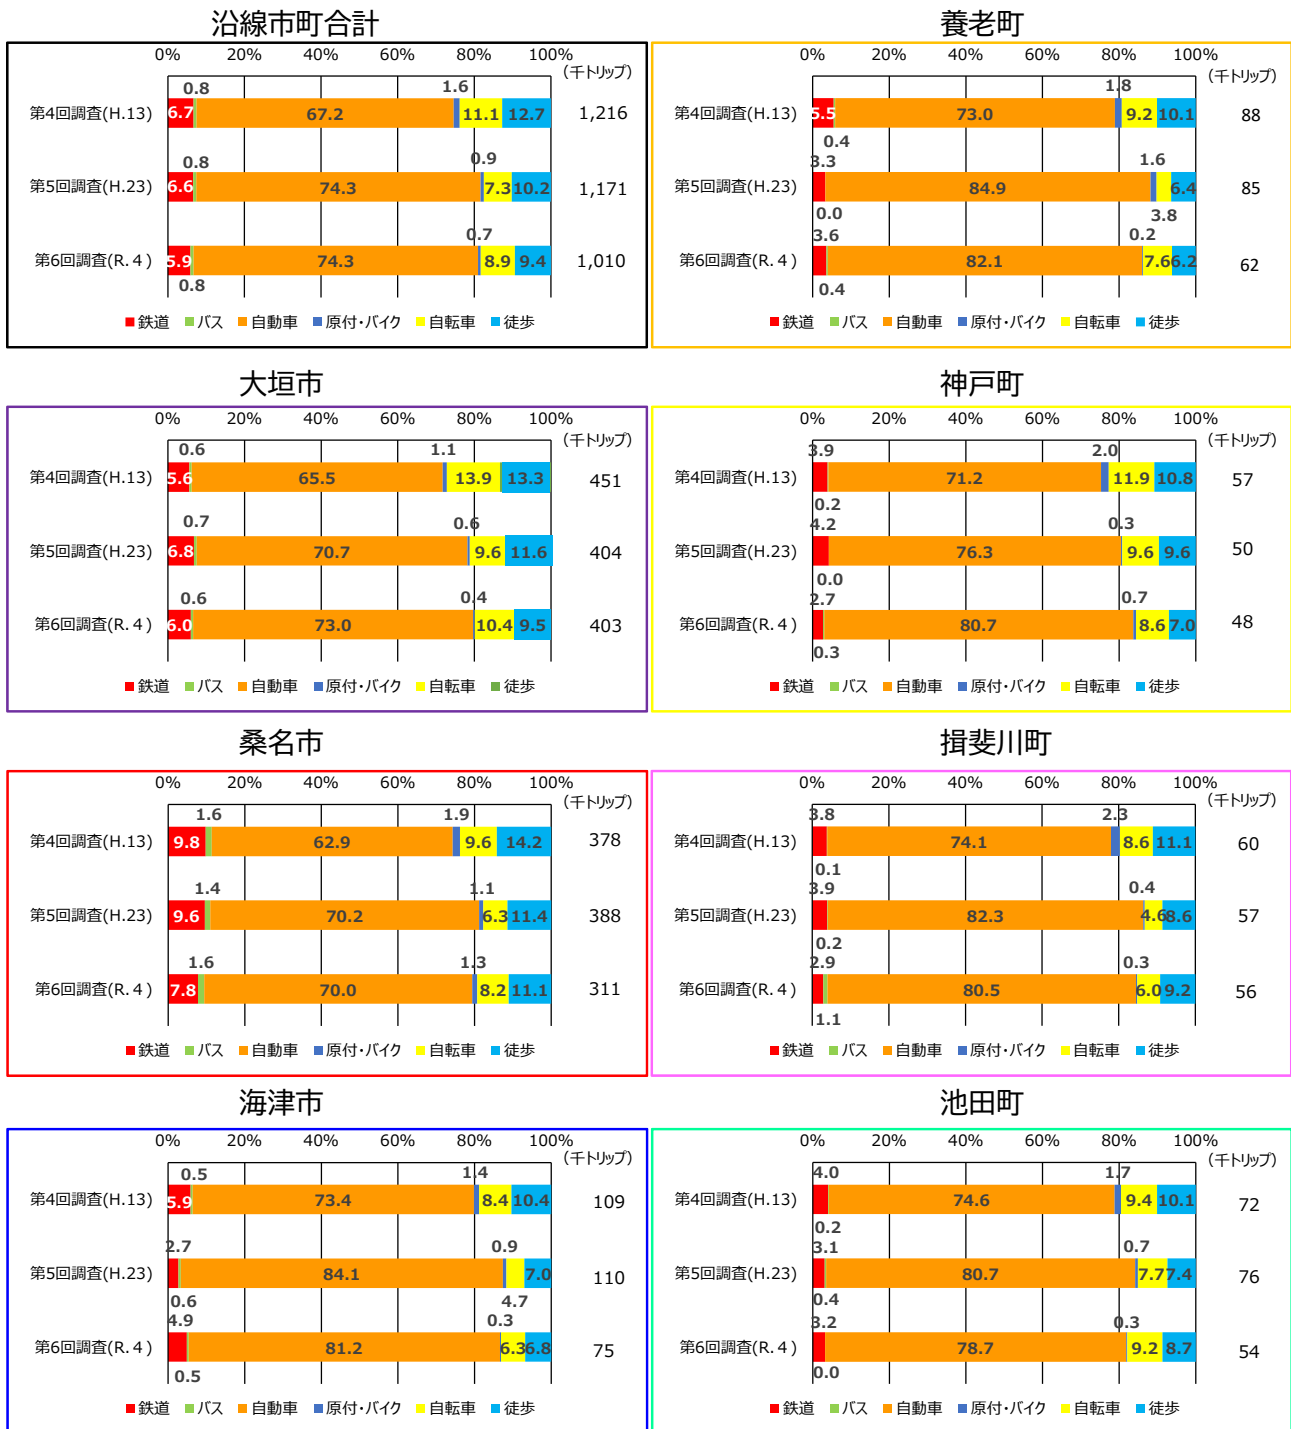 沿線市町合計
0% 20% 40% 60% 80% 100%
(千トリップ)
0.8 1.6
第4回調査(H.13) 6.7 67.2 11.1 12.7 1,216
0.8 0.9
第5回調査(H.23) 6.6 74.3 7.3 10.2 1,171
0.7
第6回調査(R.4) 5.9 74.3 8.9 9.4 1,010
0.8
鉄道 バス 自動車 原付・バイク 自転車 徒歩
養老町
0% 20% 40% 60% 80% 100%
(千トリップ)
1.8
第4回調査(H.13) 5.5 73.0 9.2 10.1 88
0.4
3.3 1.6
第5回調査(H.23) 84.9 6.4 85
0.0 3.8
3.6 0.2
第6回調査(R.4) 82.1 7.6 6.2 62
0.4
鉄道 バス 自動車 原付・バイク 自転車 徒歩
大垣市
0% 20% 40% 60% 80% 100%
(千トリップ)
0.6 1.1
第4回調査(H.13) 5.6 65.5 13.9 13.3 451
0.7 0.6
第5回調査(H.23) 6.8 70.7 9.6 11.6 404
0.6 0.4
第6回調査(R.4) 6.0 73.0 10.4 9.5 403
鉄道 バス 自動車 原付・バイク 自転車 徒歩
神戸町
0% 20% 40% 60% 80% 100%
(千トリップ)
3.9 2.0
第4回調査(H.13) 71.2 11.9 10.8 57
0.2
4.2 0.3
第5回調査(H.23) 76.3 9.6 9.6 50
0.0
2.7 0.7
第6回調査(R.4) 80.7 8.6 7.0 48
0.3
鉄道 バス 自動車 原付・バイク 自転車 徒歩
桑名市
0% 20% 40% 60% 80% 100%
(千トリップ)
1.6 1.9
第4回調査(H.13) 9.8 62.9 9.6 14.2 378
1.4 1.1
第5回調査(H.23) 9.6 70.2 6.3 11.4 388
1.6 1.3
第6回調査(R.4) 7.8 70.0 8.2 11.1 311
鉄道 バス 自動車 原付・バイク 自転車 徒歩
揖斐川町
0% 20% 40% 60% 80% 100%
(千トリップ)
3.8 2.3
第4回調査(H.13) 74.1 8.6 11.1 60
0.1
3.9 0.4
第5回調査(H.23) 82.3 4.6 8.6 57
0.2
2.9 0.3
第6回調査(R.4) 80.5 6.0 9.2 56
1.1
鉄道 バス 自動車 原付・バイク 自転車 徒歩
海津市
0% 20% 40% 60% 80% 100%
(千トリップ)
0.5 1.4
第4回調査(H.13) 5.9 73.4 8.4 10.4 109
2.7 0.9
第5回調査(H.23) 84.1 7.0 110
0.6 4.7
4.9 0.3
第6回調査(R.4) 81.2 6.3 6.8 75
0.5
鉄道 バス 自動車 原付・バイク 自転車 徒歩
池田町
0% 20% 40% 60% 80% 100%
(千トリップ)
4.0 1.7
第4回調査(H.13) 74.6 9.4 10.1 72
0.2
3.1 0.7
第5回調査(H.23) 80.7 7.7 7.4 76
0.4
3.2 0.3
第6回調査(R.4) 78.7 9.2 8.7 54
0.0
鉄道 バス 自動車 原付・バイク 自転車 徒歩